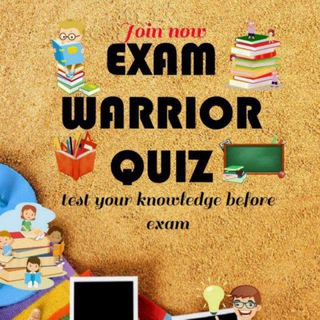 Join now
EXAM
WARRIOR
QUIZ
test your knowledge before
exam